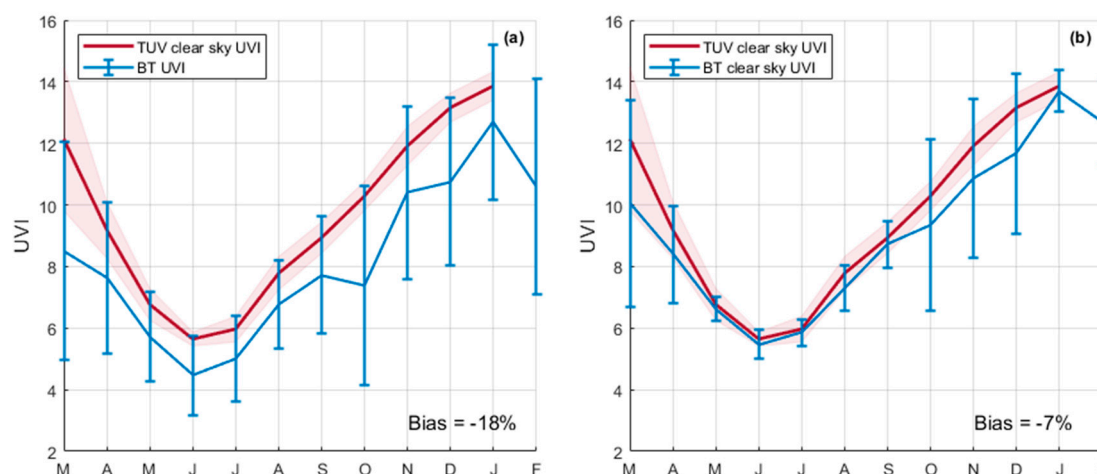 16
14
12
10
8
6
4
2
UVI
TUV clear sky UVI
BT UVI
(a)
Bias = -18%
M A M J J A S O N D J F
16
14
12
10
8
6
4
2
UVI
TUV clear sky UVI
BT clear sky UVI
(b)
Bias = -7%
M A M J J A S O N D J